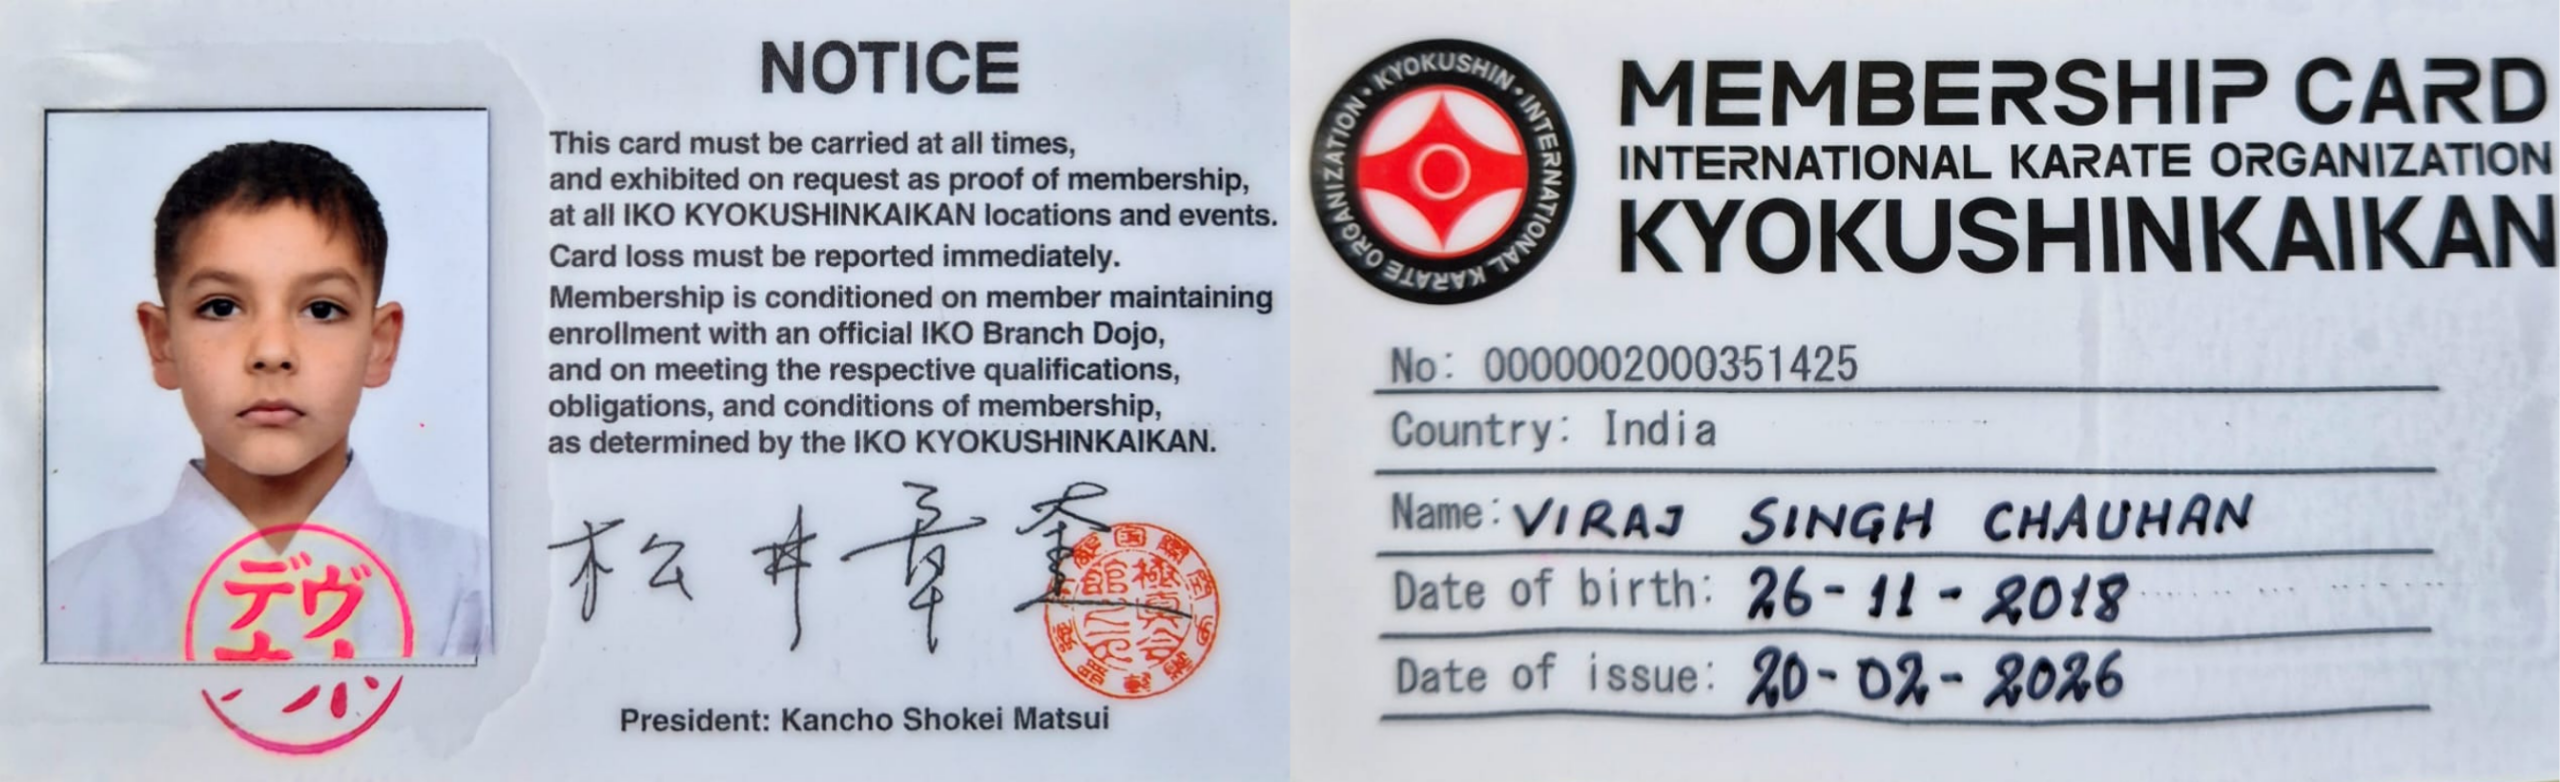 NOTICE
This card must be carried at all times,
and exhibited on request as proof of membership,
at all IKO KYOKUSHINKAIKAN locations and events.
Card loss must be reported immediately.
Membership is conditioned on member maintaining
enrollment with an official IKO Branch Dojo,
and on meeting the respective qualifications,
obligations, and conditions of membership,
as determined by the IKO KYOKUSHINKAIKAN.
松井章奎
President: Kancho Shokei Matsui
デヴ
KYOKUSHIN • INTERNATIONAL KARATE ORGANIZATION •
MEMBERSHIP CARD
INTERNATIONAL KARATE ORGANIZATION
KYOKUSHINKAIKAN
No: 0000002000351425
Country: India
Name: VIRAJ SINGH CHAUHAN
Date of birth: 26-11-2018
Date of issue: 20-02-2026